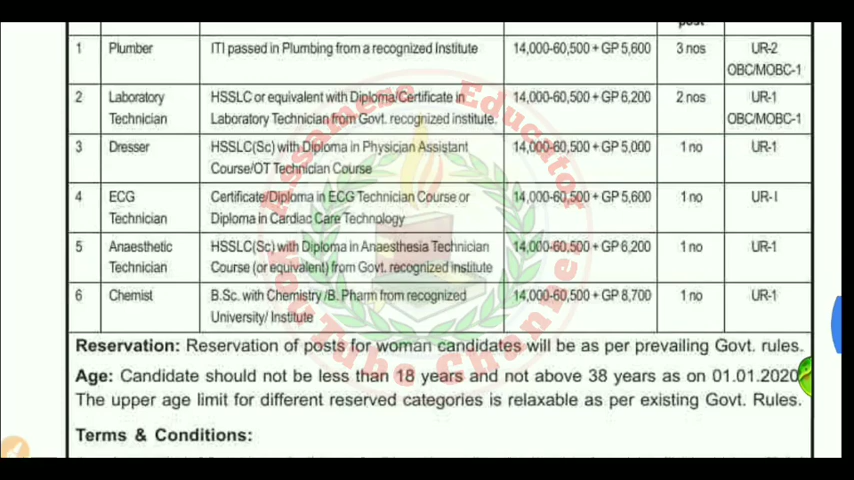 post
1 Plumber ITI passed in Plumbing from a recognized Institute 14,000-60,500 + GP 5,600 3 nos UR-2
OBC/MOBC-1
2 Laboratory HSSLC or equivalent with Diploma/Certificate in 14,000-60,500 + GP 6,200 2 nos UR-1
Technician Laboratory Technician from Govt. recognized institute. OBC/MOBC-1
3 Dresser HSSLC(Sc) with Diploma in Physician Assistant 14,000-60,500 + GP 5,000 1 no UR-1
Course/OT Technician Course
4 ECG Certificate/Diploma in ECG Technician Course or 14,000-60,500 + GP 5,600 1 no UR-I
Technician Diploma in Cardiac Care Technology
5 Anaesthetic HSSLC(Sc) with Diploma in Anaesthesia Technician 14,000-60,500 + GP 6,200 1 no UR-1
Technician Course (or equivalent) from Govt. recognized institute
6 Chemist B.Sc. with Chemistry /B. Pharm from recognized 14,000-60,500 + GP 8,700 1 no UR-1
University/ Institute
Reservation: Reservation of posts for woman candidates will be as per prevailing Govt. rules.
Age: Candidate should not be less than 18 years and not above 38 years as on 01.01.2020
The upper age limit for different reserved categories is relaxable as per existing Govt. Rules.
Terms & Conditions:
Assamese Educator
YouTube Channel